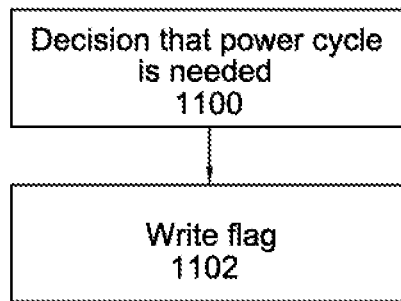 Decision that power cycle
is needed
1100
Write flag
1102